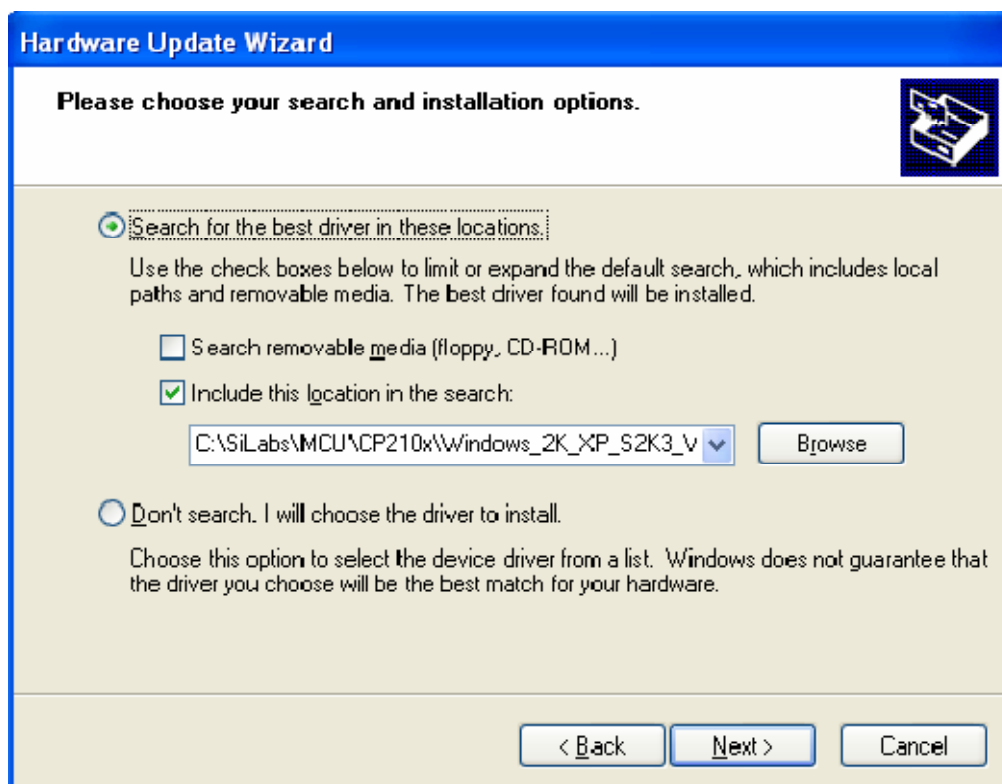 Hardware Update Wizard
Please choose your search and installation options.
Search for the best driver in these locations.
Use the check boxes below to limit or expand the default search, which includes local
paths and removable media. The best driver found will be installed.
Search removable media (floppy, CD-ROM...)
Include this location in the search:
C:\SiLabs\MCU\CP210x\Windows_2K_XP_S2K3_V
Browse
Don't search. I will choose the driver to install.
Choose this option to select the device driver from a list. Windows does not guarantee that
the driver you choose will be the best match for your hardware.
< Back
Next >
Cancel